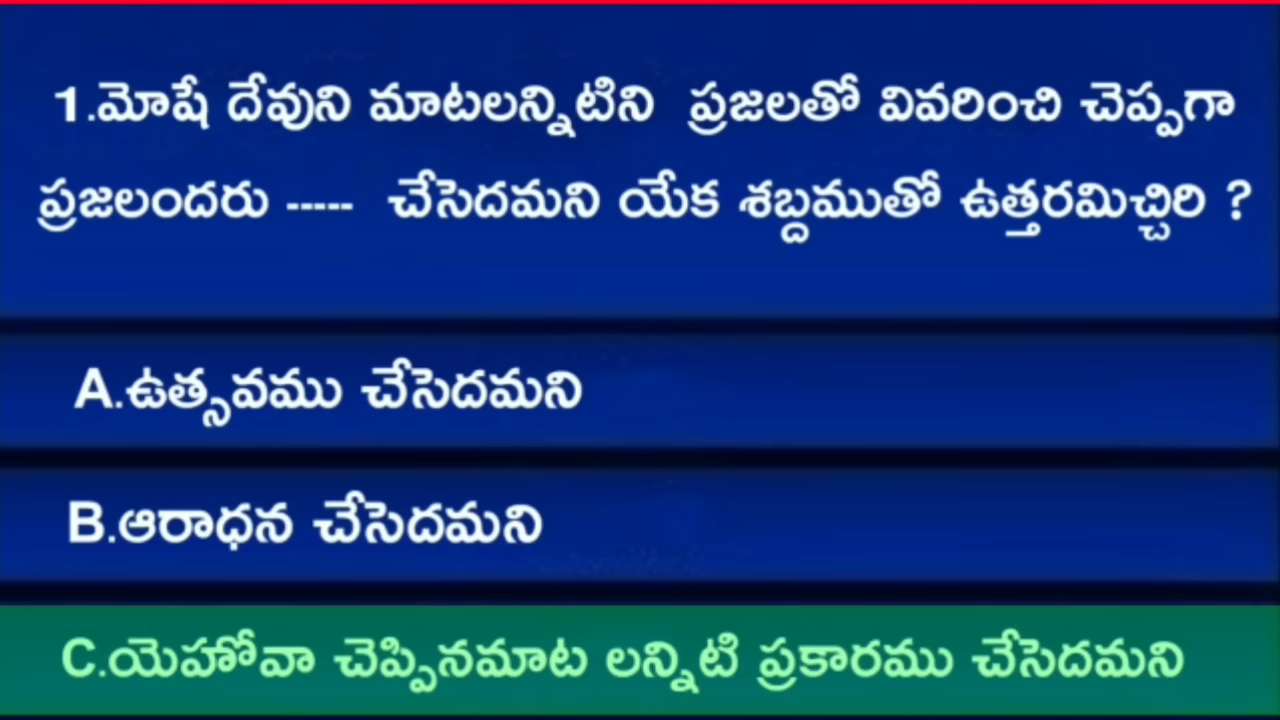 1.మోషే దేవుని మాటలన్నిటిని ప్రజలతో వివరించి చెప్పగా
ప్రజలందరు ----- చేసెదమని యేక శబ్దముతో ఉత్తరమిచ్చిరి ?
A.ఉత్సవము చేసెదమని
B.ఆరాధన చేసెదమని
C.యెహోవా చెప్పినమాట లన్నిటి ప్రకారము చేసెదమని